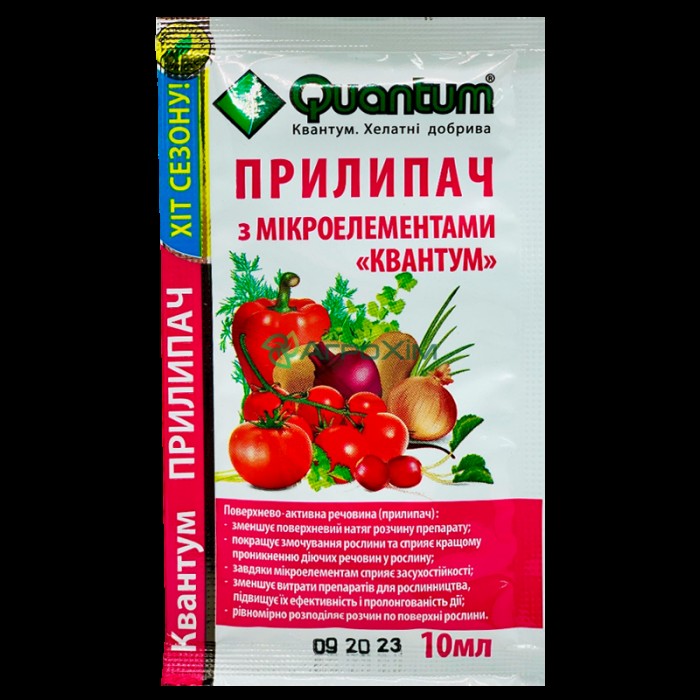 Quantum®
Квантум. Хелатні добрива
ПРИЛИПАЧ
з МІКРОЕЛЕМЕНТАМИ
«КВАНТУМ»
ХІТ СЕЗОНУ!
Квантум ПРИЛИПАЧ
АГРОХІМ
Поверхнево-активна речовина (прилипач):
- зменшує поверхневий натяг розчину препарату;
- покращує змочування рослини та сприяє кращому
проникненню діючих речовин у рослину;
- завдяки мікроелементам сприяє засухостійкості;
- зменшує витрати препаратів для рослинництва,
підвищує їх ефективність і пролонгованість дії;
- рівномірно розподіляє розчин по поверхні рослини.
09 20 23
10мл